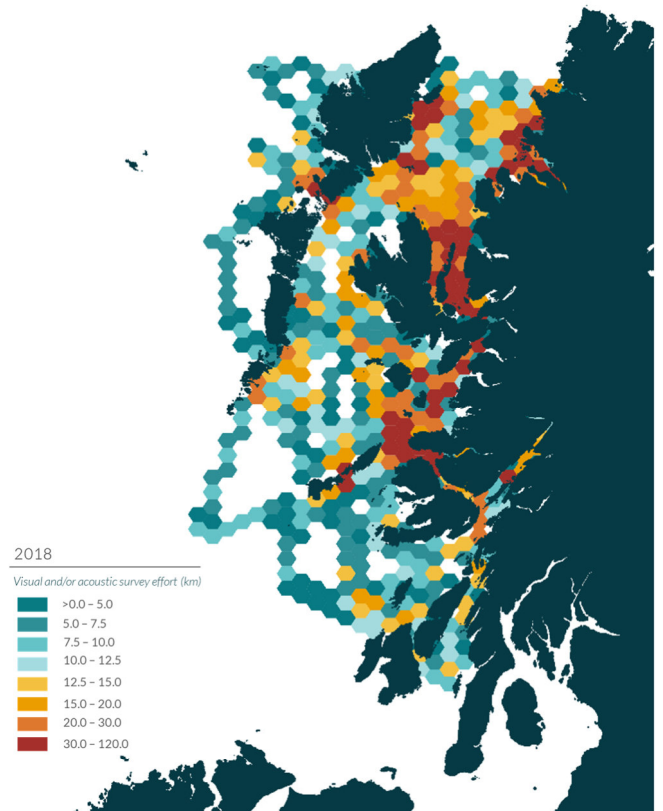 2018
Visual and/or acoustic survey effort (km)
>0.0 – 5.0
5.0 – 7.5
7.5 – 10.0
10.0 – 12.5
12.5 – 15.0
15.0 – 20.0
20.0 – 30.0
30.0 – 120.0